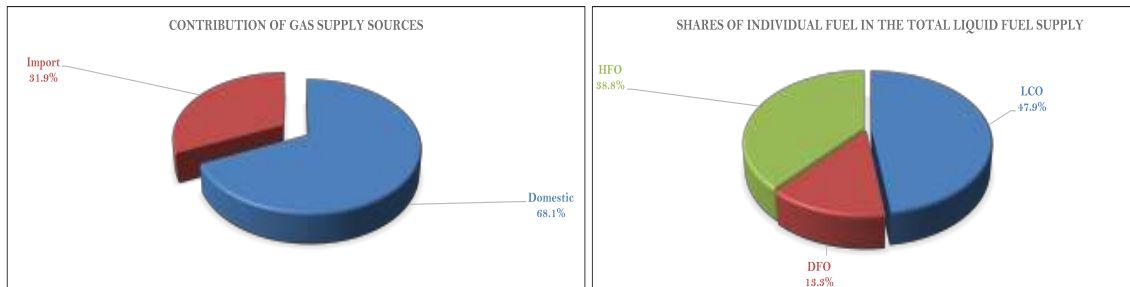 CONTRIBUTION OF GAS SUPPLY SOURCES
Import
31.9%
Domestic
68.1%
SHARES OF INDIVIDUAL FUEL IN THE TOTAL LIQUID FUEL SUPPLY
HFO
38.8%
LCO
47.9%
DFO
13.3%